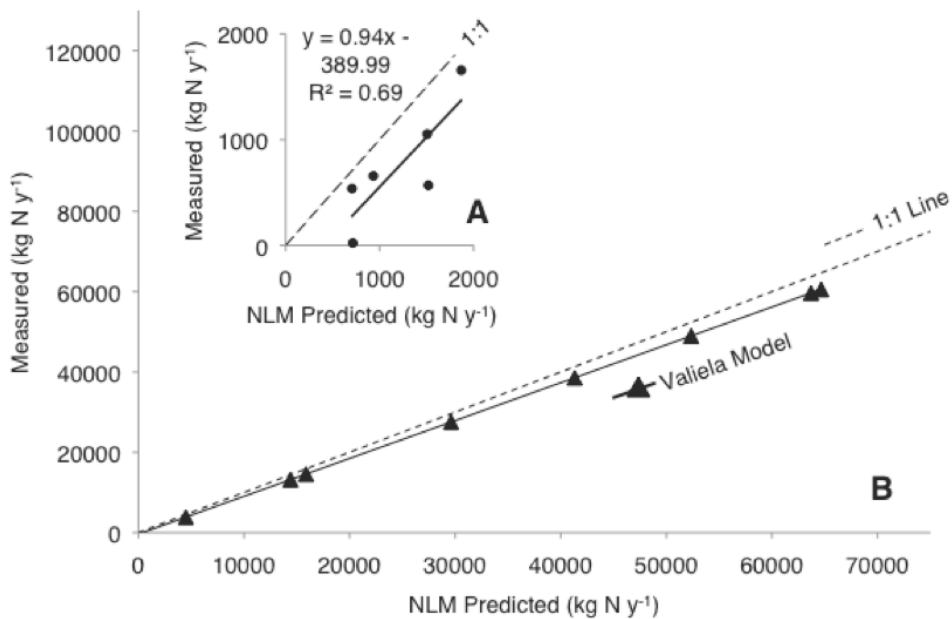 120000
100000
80000
60000
40000
20000
0
Measured (kg N y⁻¹)
0 10000 20000 30000 40000 50000 60000 70000
NLM Predicted (kg N y⁻¹)
2000
1000
0
Measured (kg N y⁻¹)
y = 0.94x -
389.99
R² = 0.69
1:1
A
0 1000 2000
NLM Predicted (kg N y⁻¹)
1:1 Line
Valiela Model
B